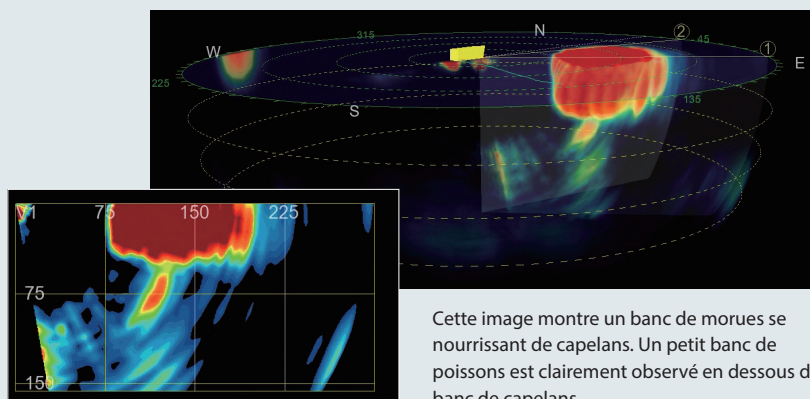 N
②
45
①
315
W
E
225
135
S
V1
75
150
225
75
150
Cette image montre un banc de morues se
nourrissant de capelans. Un petit banc de
poissons est clairement observé en dessous
banc de capelans.